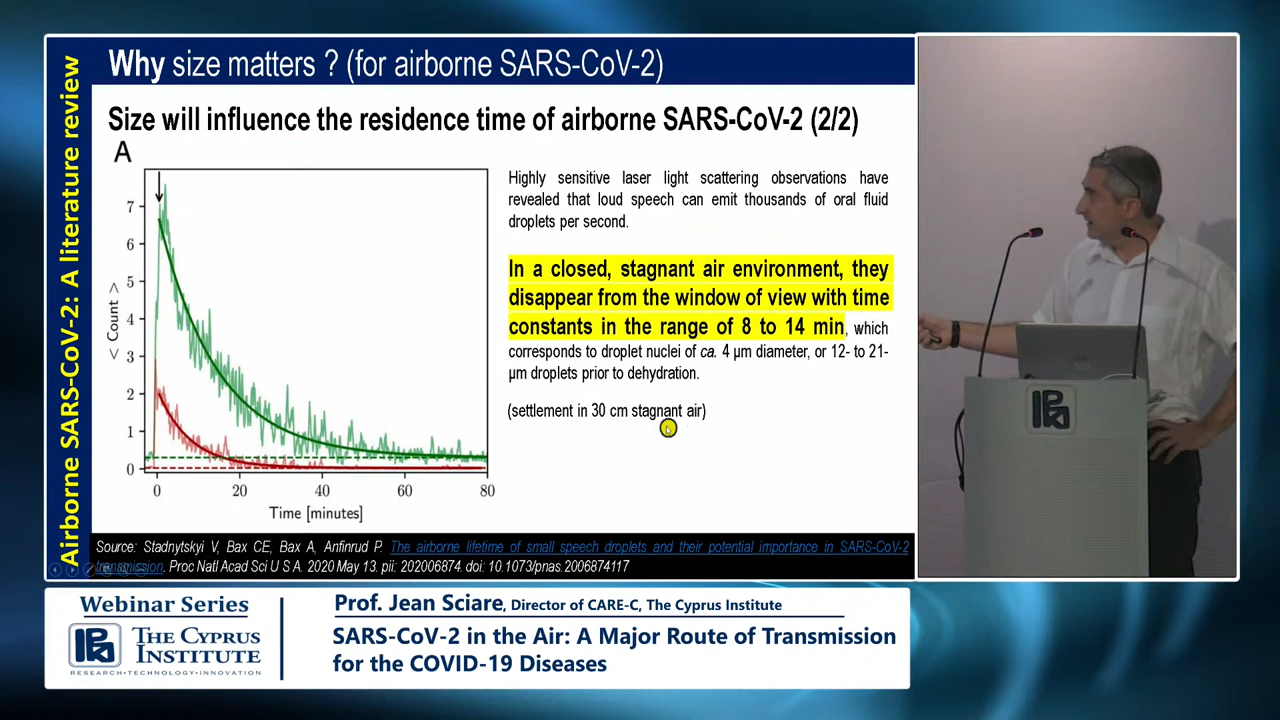 Airborne SARS-CoV-2: A literature review
Why size matters ? (for airborne SARS-CoV-2)
Size will influence the residence time of airborne SARS-CoV-2 (2/2)
A
< Count >
7
6
5
4
3
2
1
0
0 20 40 60 80
Time [minutes]
Highly sensitive laser light scattering observations have
revealed that loud speech can emit thousands of oral fluid
droplets per second.
In a closed, stagnant air environment, they
disappear from the window of view with time
constants in the range of 8 to 14 min, which
corresponds to droplet nuclei of ca. 4 μm diameter, or 12- to 21-
μm droplets prior to dehydration.
(settlement in 30 cm stagnant air)
Source: Stadnytskyi V, Bax CE, Bax A, Anfinrud P. The airborne lifetime of small speech droplets and their potential importance in SARS-CoV-2
transmission. Proc Natl Acad Sci U S A. 2020 May 13. pii: 202006874. doi: 10.1073/pnas.2006874117
Webinar Series
THE CYPRUS
INSTITUTE
RESEARCH•TECHNOLOGY•INNOVATION
Prof. Jean Sciare, Director of CARE-C, The Cyprus Institute
SARS-CoV-2 in the Air: A Major Route of Transmission
for the COVID-19 Diseases